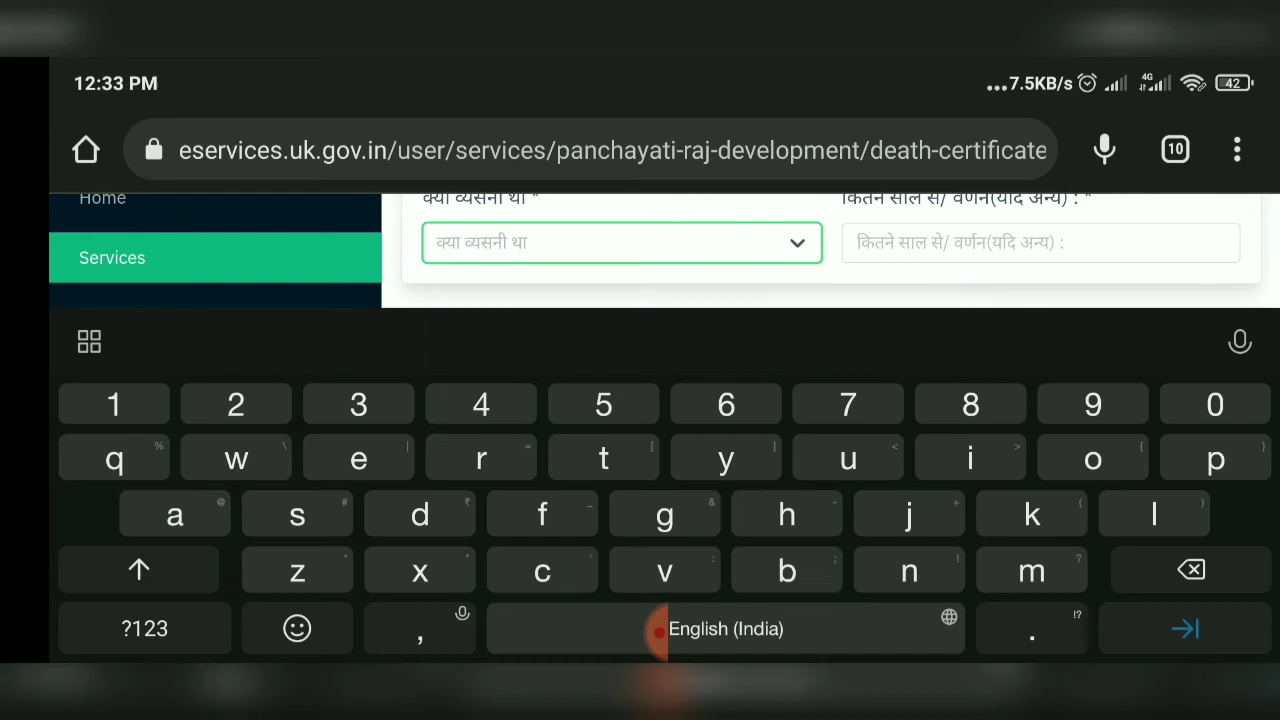 12:33 PM
...7.5KB/s 4G 42
eservices.uk.gov.in/user/services/panchayati-raj-development/death-certificate
10
Home
क्या व्यसनी था *
कितने साल से/ वर्णन(यदि अन्य) : *
Services
क्या व्यसनी था
कितने साल से/ वर्णन(यदि अन्य) :
1 2 3 4 5 6 7 8 9 0
q % w \ e | r = t [ y ] u < i > o { p }
a @ s # d ₹ f _ g & h - j + k ( l )
z * x " c ' v : b ; n ! m ?
?123 , English (India) . !?